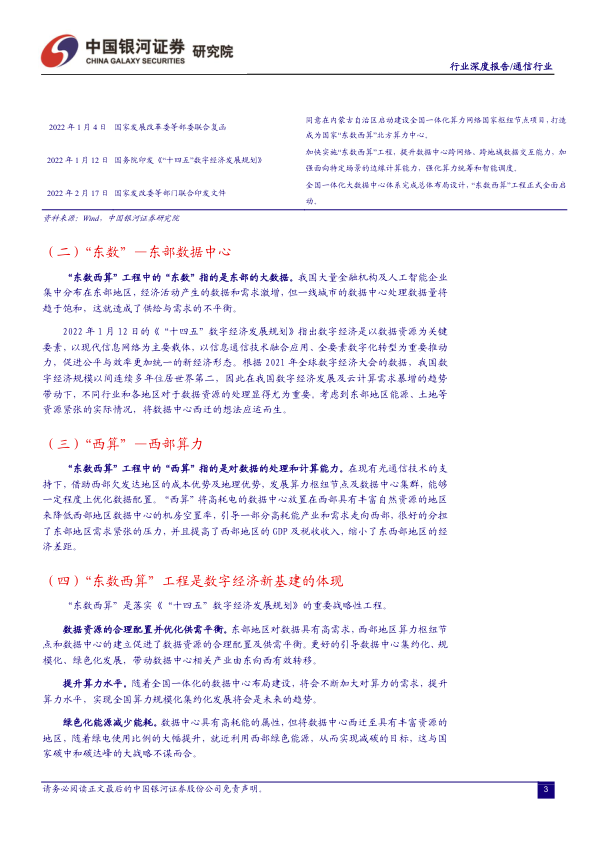 中国银河证券 研究院
CHINA GALAXY SECURITIES
行业深度报告/通信行业
同意在内蒙古自治区启动建设全国一体化算力网络国家枢纽节点项目，打造
2022 年 1 月 4 日 国家发展改革委等部委联合复函
成为国家“东数西算”北方算力中心。
加快实施“东数西算”工程，提升数据中心跨网络、跨地域数据交互能力，加
2022 年 1 月 12 日 国务院印发《“十四五”数字经济发展规划》
强面向特定场景的边缘计算能力，强化算力统筹和智能调度。
全国一体化大数据中心体系完成总体布局设计，“东数西算”工程正式全面启
2022 年 2 月 17 日 国家发改委等部门联合印发文件
动。
资料来源：Wind，中国银河证券研究院
（二）“东数”—东部数据中心
“东数西算”工程中的“东数”指的是东部的大数据。我国大量金融机构及人工智能企业
集中分布在东部地区，经济活动产生的数据和需求激增，但一线城市的数据中心处理数据量将
趋于饱和，这就造成了供给与需求的不平衡。
2022 年 1 月 12 日的《 “十四五”数字经济发展规划》指出数字经济是以数据资源为关键
要素，以现代信息网络为主要载体，以信息通信技术融合应用、全要素数字化转型为重要推动
力，促进公平与效率更加统一的新经济形态。根据 2021 年全球数字经济大会的数据，我国数
字经济规模以间连续多年位居世界第二，因此在我国数字经济发展及云计算需求暴增的趋势
带动下，不同行业和各地区对于数据资源的处理显得尤为重要。考虑到东部地区能源、土地等
资源紧张的实际情况，将数据中心西迁的想法应运而生。
（三）“西算”—西部算力
“东数西算”工程中的“西算”指的是对数据的处理和计算能力。在现有光通信技术的支
持下，借助西部欠发达地区的成本优势及地理优势，发展算力枢纽节点及数据中心集群，能够
一定程度上优化数据配置。 “西算”将高耗电的数据中心放置在西部具有丰富自然资源的地区
来降低西部地区数据中心的机房空置率，引导一部分高耗能产业和需求走向西部，很好的分担
了东部地区需求紧张的压力，并且提高了西部地区的 GDP 及税收收入，缩小了东西部地区的经
济差距。
（四）“东数西算”工程是数字经济新基建的体现
“东数西算”是落实《 “十四五”数字经济发展规划》的重要战略性工程。
数据资源的合理配置并优化供需平衡。东部地区对数据具有高需求，西部地区算力枢纽节
点和数据中心的建立促进了数据资源的合理配置及供需平衡。更好的引导数据中心集约化、规
模化、绿色化发展，带动数据中心相关产业由东向西有效转移。
提升算力水平。随着全国一体化的数据中心布局建设，将会不断加大对算力的需求，提升
算力水平，实现全国算力规模化集约化发展将会是未来的趋势。
绿色化能源减少能耗。数据中心具有高耗能的属性，但将数据中心西迁至具有丰富资源的
地区，随着绿电使用比例的大幅提升，就近利用西部绿色能源，从而实现减碳的目标，这与国
家碳中和碳达峰的大战略不谋而合。
请务必阅读正文最后的中国银河证券股份公司免责声明。
3